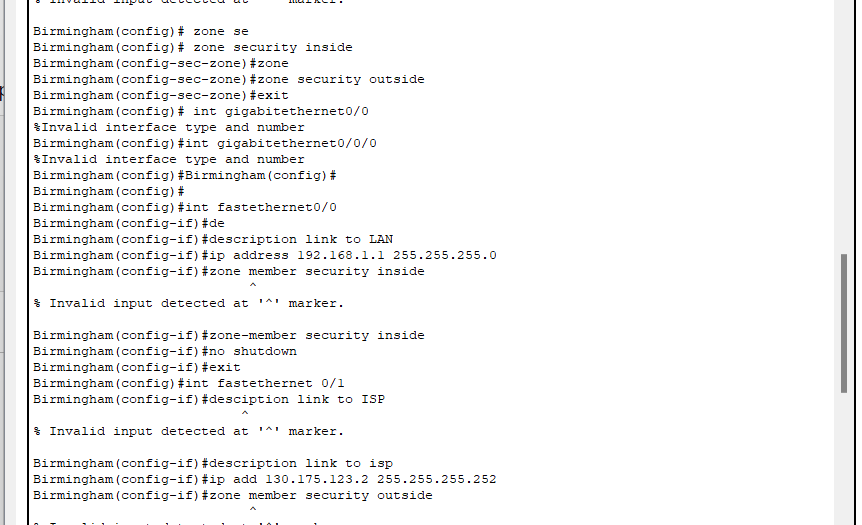 % Invalid input detected at '^' marker.
Birmingham(config)# zone se
Birmingham(config)# zone security inside
Birmingham(config-sec-zone)#zone
Birmingham(config-sec-zone)#zone security outside
Birmingham(config-sec-zone)#exit
Birmingham(config)# int gigabitethernet0/0
%Invalid interface type and number
Birmingham(config)#int gigabitethernet0/0/0
%Invalid interface type and number
Birmingham(config)#Birmingham(config)#
Birmingham(config)#
Birmingham(config)#int fastethernet0/0
Birmingham(config-if)#de
Birmingham(config-if)#description link to LAN
Birmingham(config-if)#ip address 192.168.1.1 255.255.255.0
Birmingham(config-if)#zone member security inside
^
% Invalid input detected at '^' marker.
Birmingham(config-if)#zone-member security inside
Birmingham(config-if)#no shutdown
Birmingham(config-if)#exit
Birmingham(config)#int fastethernet 0/1
Birmingham(config-if)#desciption link to ISP
^
% Invalid input detected at '^' marker.
Birmingham(config-if)#description link to isp
Birmingham(config-if)#ip add 130.175.123.2 255.255.255.252
Birmingham(config-if)#zone member security outside
^